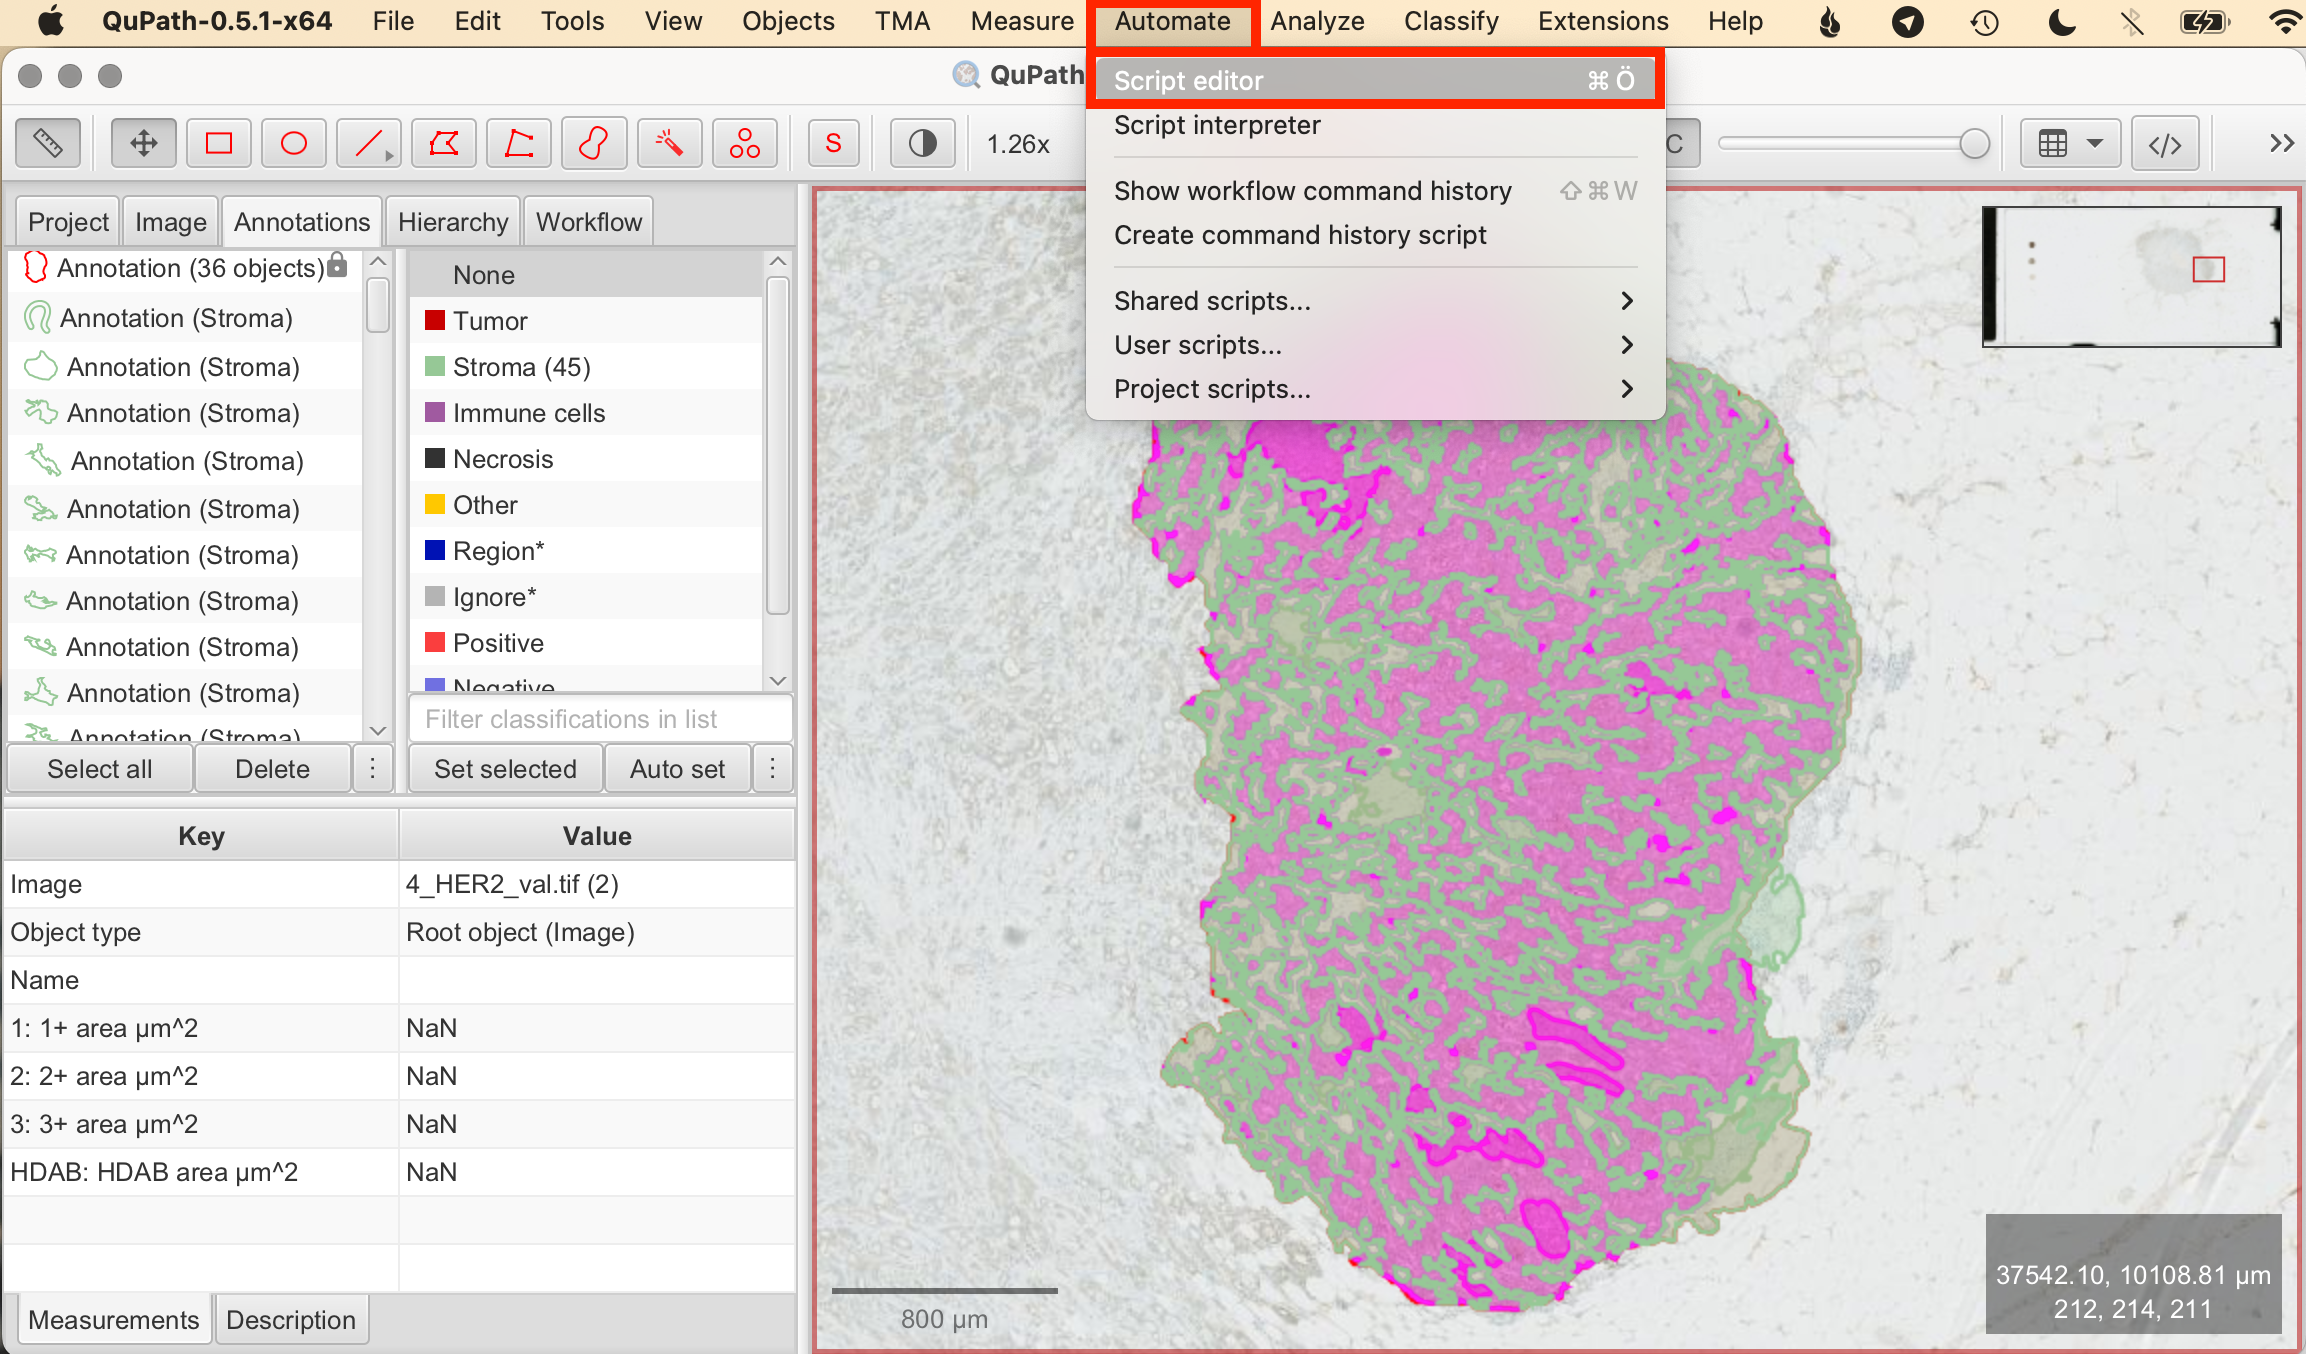 QuPath-0.5.1-x64 File Edit Tools View Objects TMA Measure Automate Analyze Classify Extensions Help
QuPath
Script editor ⌘ Ö
Script interpreter
Show workflow command history ⇧⌘W
Create command history script
Shared scripts...
User scripts...
Project scripts...
S 1.26x C </>
Project Image Annotations Hierarchy Workflow
Annotation (36 objects)
Annotation (Stroma)
Annotation (Stroma)
Annotation (Stroma)
Annotation (Stroma)
Annotation (Stroma)
Annotation (Stroma)
Annotation (Stroma)
Annotation (Stroma)
Annotation (Stroma)
Annotation (Stroma)
None
Tumor
Stroma (45)
Immune cells
Necrosis
Other
Region*
Ignore*
Positive
Negative
Filter classifications in list
Select all Delete ⋮ Set selected Auto set ⋮
Key Value
Image 4_HER2_val.tif (2)
Object type Root object (Image)
Name
1: 1+ area µm^2 NaN
2: 2+ area µm^2 NaN
3: 3+ area µm^2 NaN
HDAB: HDAB area µm^2 NaN
Measurements Description
800 µm
37542.10, 10108.81 µm
212, 214, 211